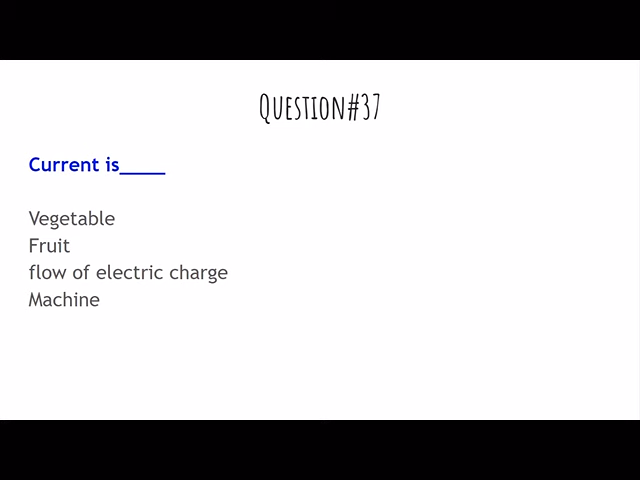 Question#37
Current is_____
Vegetable
Fruit
flow of electric charge
Machine